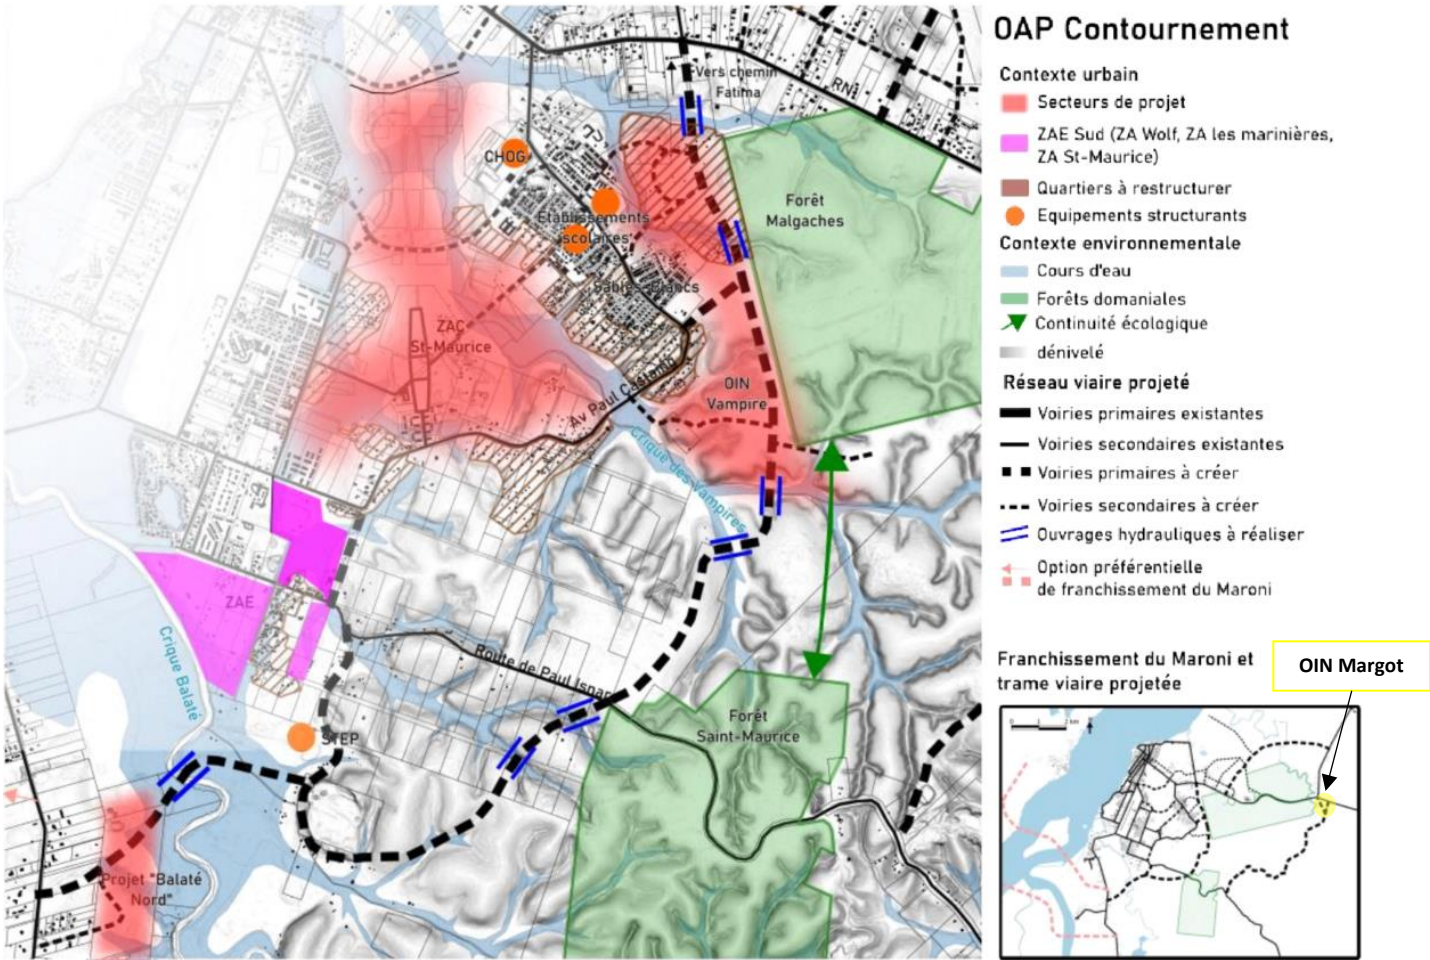 OAP Contournement
Contexte urbain
Secteurs de projet
ZAE Sud (ZA Wolf, ZA les marinières,
ZA St-Maurice)
Quartiers à restructurer
Equipements structurants
Contexte environnementale
Cours d'eau
Forêts domaniales
Continuité écologique
dénivelé
Réseau viaire projeté
Voiries primaires existantes
Voiries secondaires existantes
Voiries primaires à créer
Voiries secondaires à créer
Ouvrages hydrauliques à réaliser
Option préférentielle
de franchissement du Maroni
Franchissement du Maroni et
trame viaire projetée
OIN Margot
Vers chemin
Fatima
RN1
CHOG
Etablissements
scolaires
Sables Blancs
Forêt
Malgaches
ZAC
St-Maurice
OIN
Vampire
Av Paul Castaing
Crique des Vampires
ZAE
Crique Balaté
Route de Paul Isnard
Forêt
Saint-Maurice
STEP
Projet "Balaté
Nord"